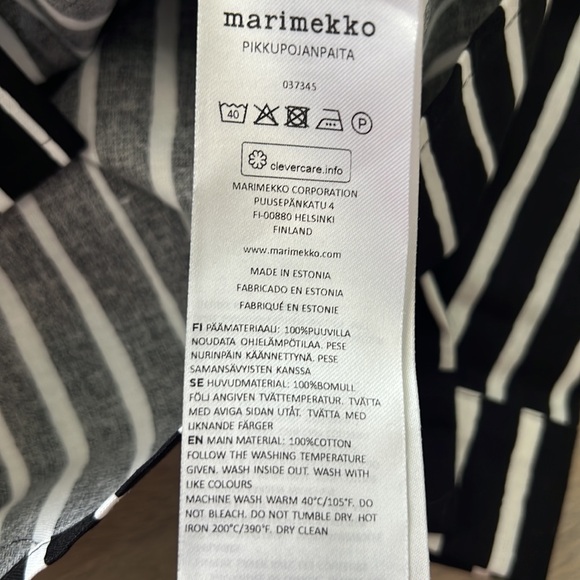 marimekko
PIKKUPOJANPAITA
037345
40 P
clevercare.info
MARIMEKKO CORPORATION
PUUSEPÄNKATU 4
FI-00880 HELSINKI
FINLAND
www.marimekko.com
MADE IN ESTONIA
FABRICADO EN ESTONIA
FABRIQUÉ EN ESTONIE
FI PÄÄMATERIAALI: 100%PUUVILLA
NOUDATA OHJELÄMPÖTILAA. PESE
NURINPÄIN KÄÄNNETTYNÄ. PESE
SAMANSÄVYISTEN KANSSA
SE HUVUDMATERIAL: 100%BOMULL
FÖLJ ANGIVEN TVÄTTEMPERATUR. TVÄTTA
MED AVIGA SIDAN UTÅT. TVÄTTA MED
LIKNANDE FÄRGER
EN MAIN MATERIAL: 100%COTTON
FOLLOW THE WASHING TEMPERATURE
GIVEN. WASH INSIDE OUT. WASH WITH
LIKE COLOURS
MACHINE WASH WARM 40°C/105°F. DO
NOT BLEACH. DO NOT TUMBLE DRY. HOT
IRON 200°C/390°F. DRY CLEAN